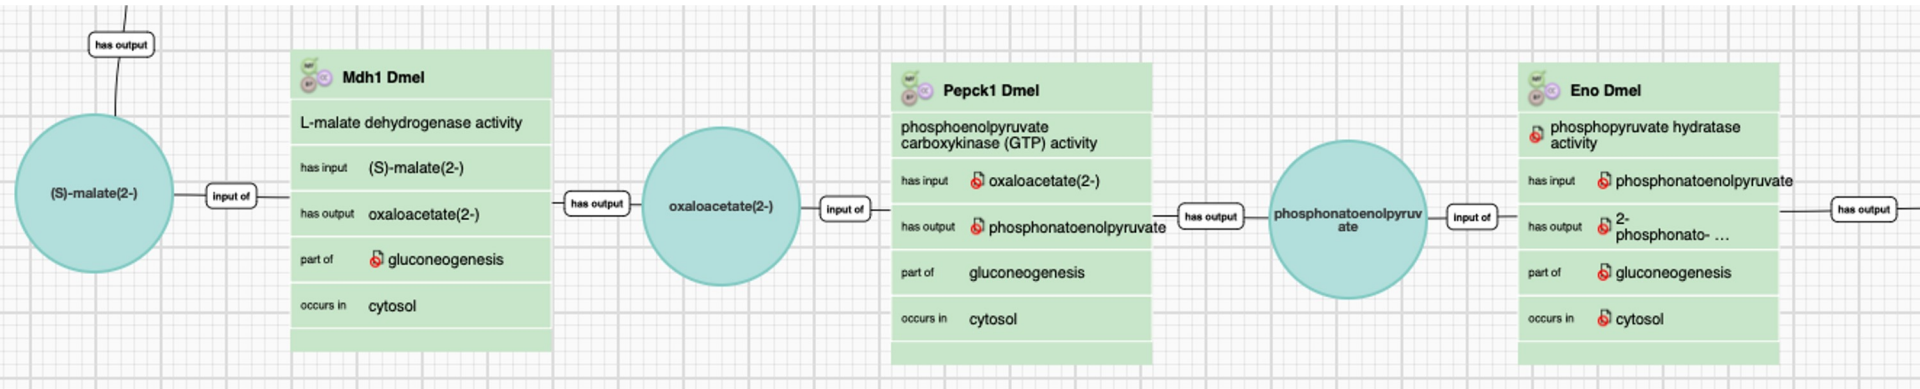 has output
(S)-malate(2-)
input of
Mdh1 Dmel
L-malate dehydrogenase activity
has input (S)-malate(2-)
has output oxaloacetate(2-)
part of gluconeogenesis
occurs in cytosol
has output
oxaloacetate(2-)
input of
Pepck1 Dmel
phosphoenolpyruvate
carboxykinase (GTP) activity
has input oxaloacetate(2-)
has output phosphonatoenolpyruvate
part of gluconeogenesis
occurs in cytosol
has output
phosphonatoenolpyruv
ate
input of
Eno Dmel
phosphopyruvate hydratase
activity
has input phosphonatoenolpyruvate
has output 2-
phosphonato- ...
part of gluconeogenesis
occurs in cytosol
has output